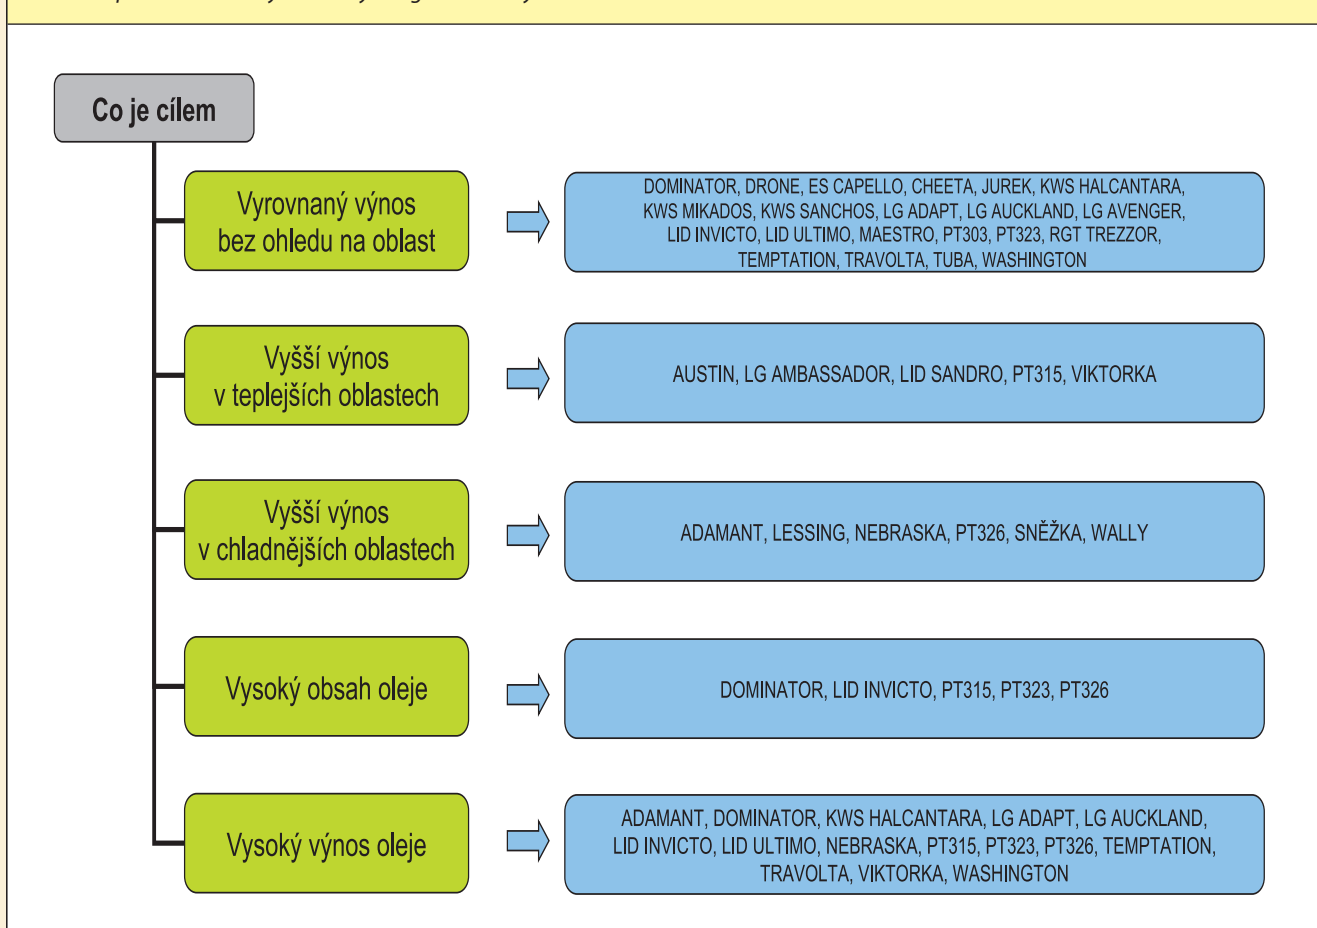 Co je cílem
Vyrovnaný výnos
bez ohledu na oblast
DOMINATOR, DRONE, ES CAPELLO, CHEETA, JUREK, KWS HALCANTARA,
KWS MIKADOS, KWS SANCHOS, LG ADAPT, LG AUCKLAND, LG AVENGER,
LID INVICTO, LID ULTIMO, MAESTRO, PT303, PT323, RGT TREZZOR,
TEMPTATION, TRAVOLTA, TUBA, WASHINGTON
Vyšší výnos
v teplejších oblastech
AUSTIN, LG AMBASSADOR, LID SANDRO, PT315, VIKTORKA
Vyšší výnos
v chladnějších oblastech
ADAMANT, LESSING, NEBRASKA, PT326, SNĚŽKA, WALLY
Vysoký obsah oleje
DOMINATOR, LID INVICTO, PT315, PT323, PT326
Vysoký výnos oleje
ADAMANT, DOMINATOR, KWS HALCANTARA, LG ADAPT, LG AUCKLAND,
LID INVICTO, LID ULTIMO, NEBRASKA, PT315, PT323, PT326, TEMPTATION,
TRAVOLTA, VIKTORKA, WASHINGTON